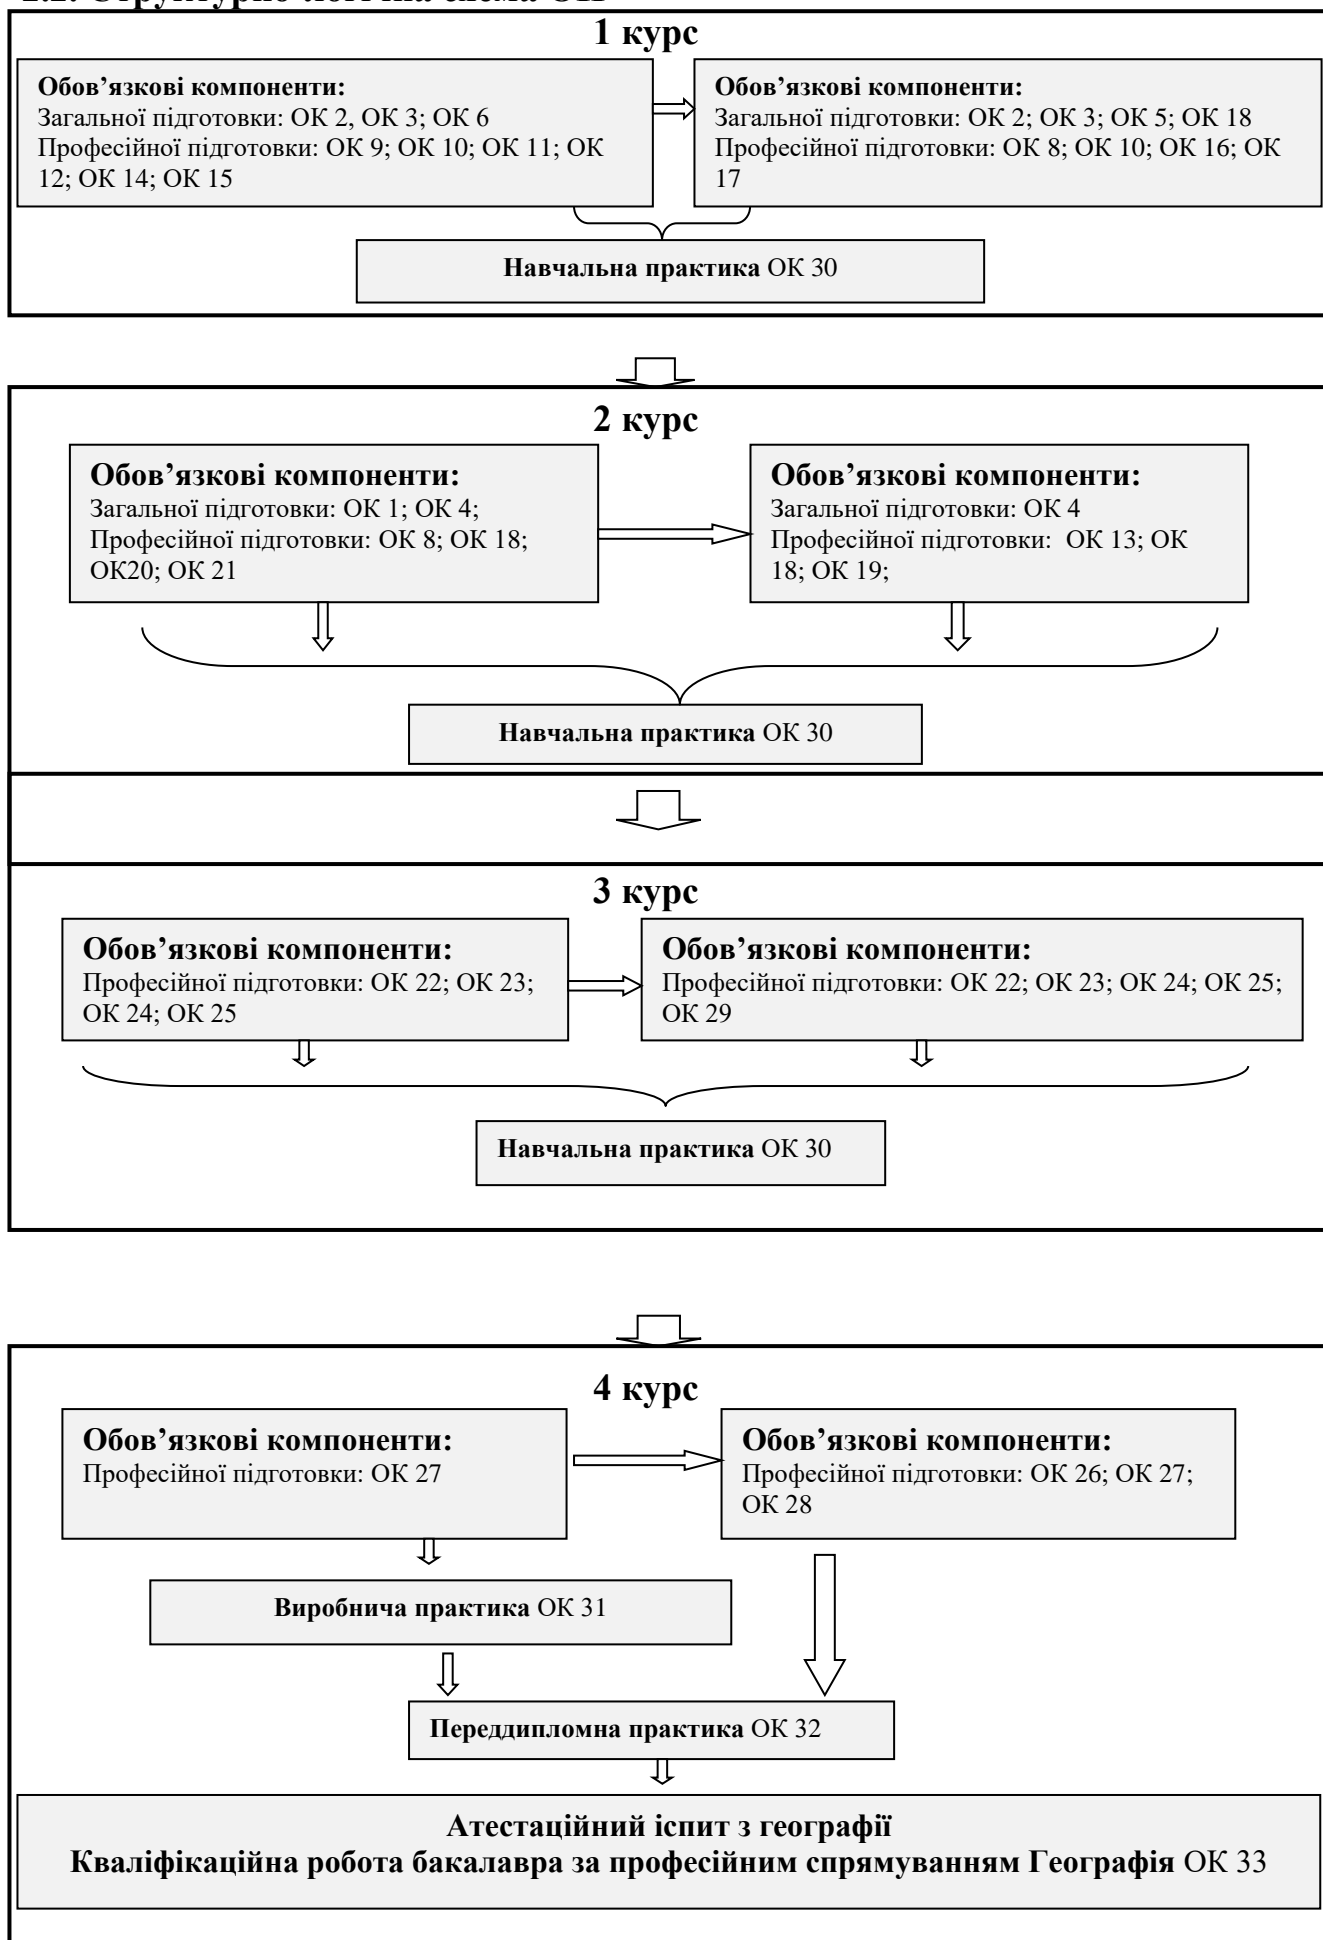 1 курс
Обов’язкові компоненти:
Загальної підготовки: ОК 2, ОК 3; ОК 6
Професійної підготовки: ОК 9; ОК 10; ОК 11; ОК
12; ОК 14; ОК 15
Обов’язкові компоненти:
Загальної підготовки: ОК 2; ОК 3; ОК 5; ОК 18
Професійної підготовки: ОК 8; ОК 10; ОК 16; ОК
17
Навчальна практика ОК 30
2 курс
Обов’язкові компоненти:
Загальної підготовки: ОК 1; ОК 4;
Професійної підготовки: ОК 8; ОК 18;
ОК20; ОК 21
Обов’язкові компоненти:
Загальної підготовки: ОК 4
Професійної підготовки: ОК 13; ОК
18; ОК 19;
Навчальна практика ОК 30
3 курс
Обов’язкові компоненти:
Професійної підготовки: ОК 22; ОК 23;
ОК 24; ОК 25
Обов’язкові компоненти:
Професійної підготовки: ОК 22; ОК 23; ОК 24; ОК 25;
ОК 29
Навчальна практика ОК 30
4 курс
Обов’язкові компоненти:
Професійної підготовки: ОК 27
Обов’язкові компоненти:
Професійної підготовки: ОК 26; ОК 27;
ОК 28
Виробнича практика ОК 31
Переддипломна практика ОК 32
Атестаційний іспит з географії
Кваліфікаційна робота бакалавра за професійним спрямуванням Географія ОК 33